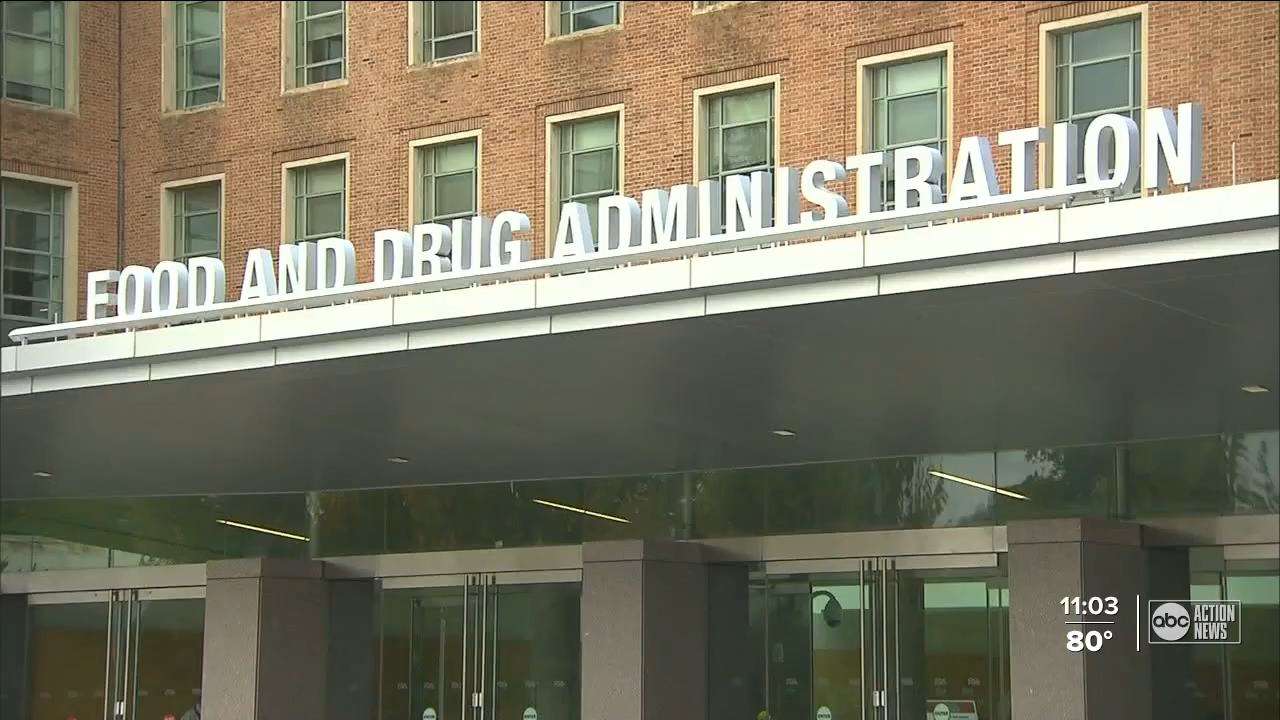 FOOD AND DRUG ADMINISTRATION
11:03
80°
abc
ACTION
NEWS